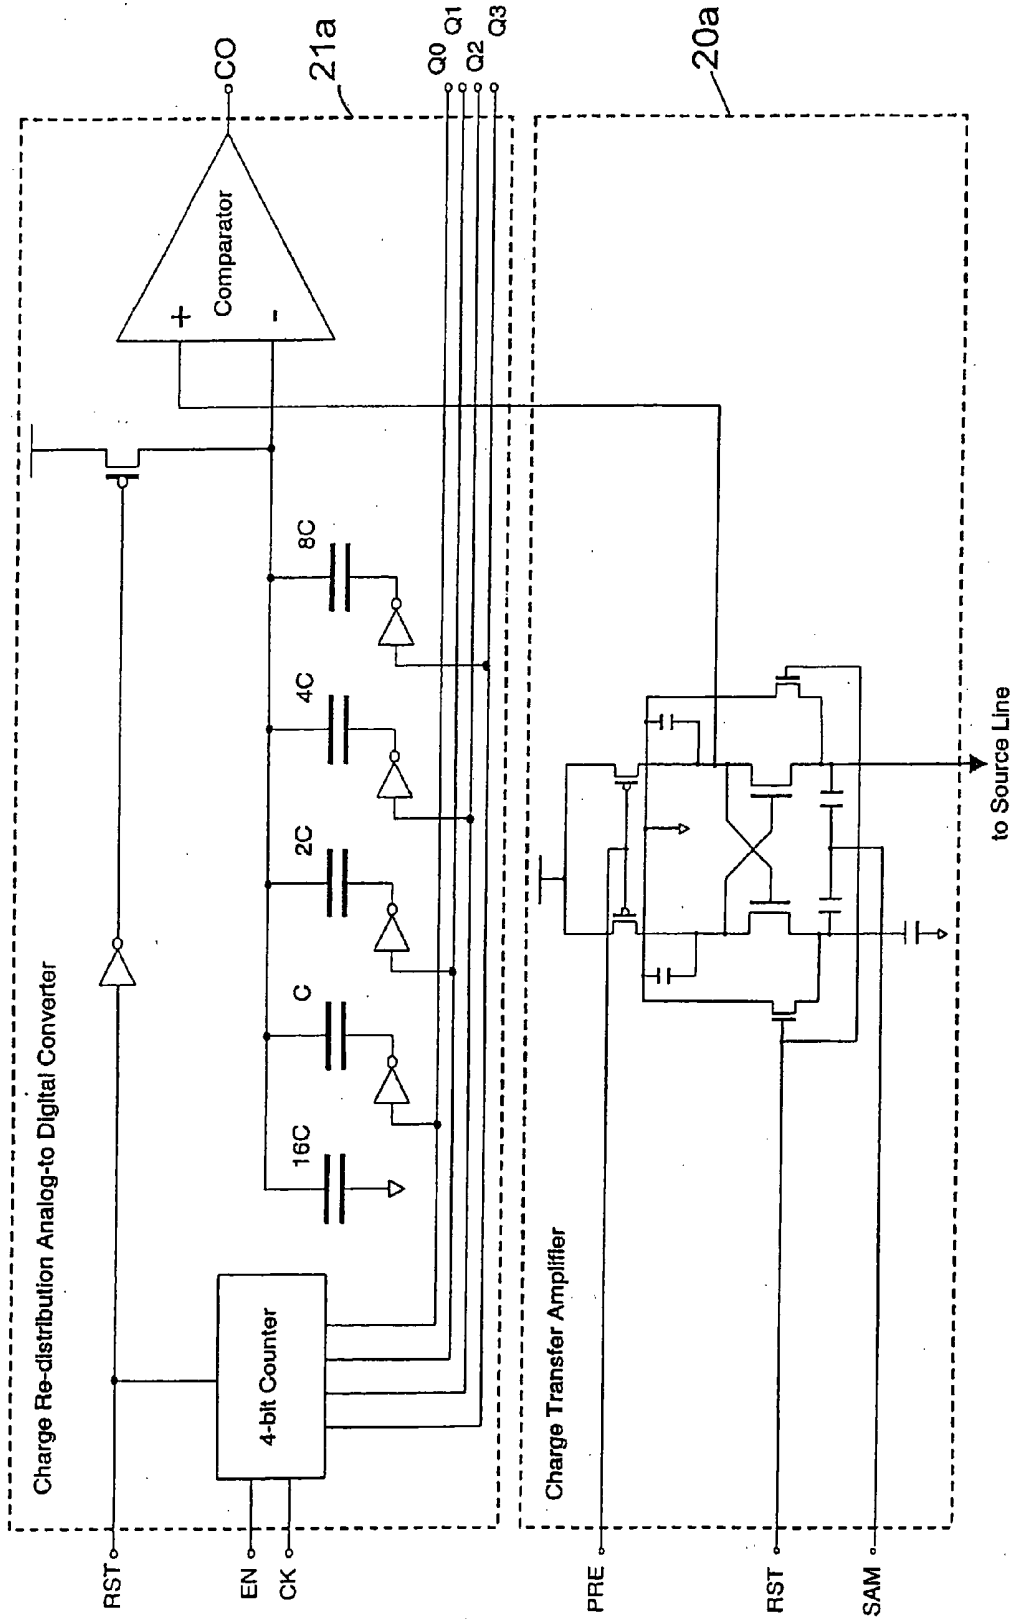 Charge Re-distribution Analog-to Digital Converter
21a
RST
EN
CK
4-bit Counter
16C
C
2C
4C
8C
+
-
Comparator
CO
Q0
Q1
Q2
Q3
Charge Transfer Amplifier
20a
PRE
RST
SAM
to Source Line